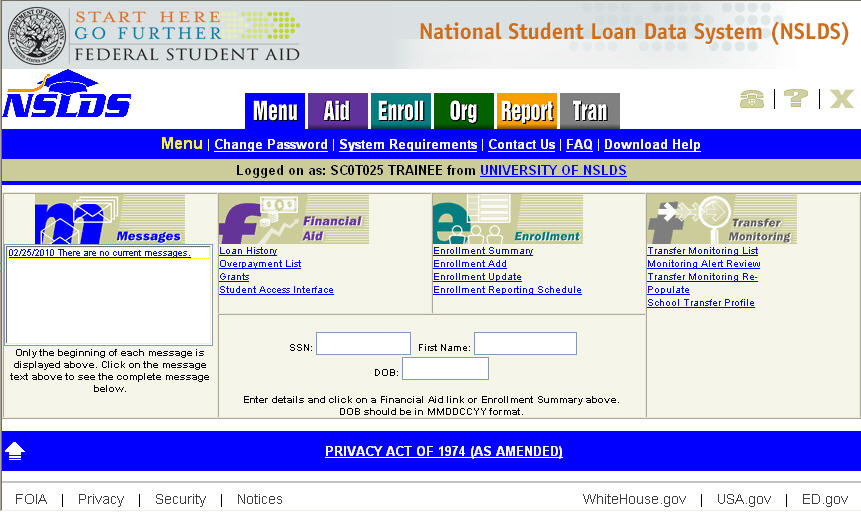 START HERE
GO FURTHER
FEDERAL STUDENT AID
National Student Loan Data System (NSLDS)
NSLDS
Menu Aid Enroll Org Report Tran
Menu | Change Password | System Requirements | Contact Us | FAQ | Download Help
Logged on as: SC0T025 TRAINEE from UNIVERSITY OF NSLDS
Messages
02/25/2010 There are no current messages.
Only the beginning of each message is
displayed above. Click on the message
text above to see the complete message
below.
Financial
Aid
Loan History
Overpayment List
Grants
Student Access Interface
Enrollment
Enrollment Summary
Enrollment Add
Enrollment Update
Enrollment Reporting Schedule
Transfer
Monitoring
Transfer Monitoring List
Monitoring Alert Review
Transfer Monitoring Re-
Populate
School Transfer Profile
SSN: First Name:
DOB:
Enter details and click on a Financial Aid link or Enrollment Summary above.
DOB should be in MMDDCCYY format.
PRIVACY ACT OF 1974 (AS AMENDED)
FOIA | Privacy | Security | Notices WhiteHouse.gov | USA.gov | ED.gov